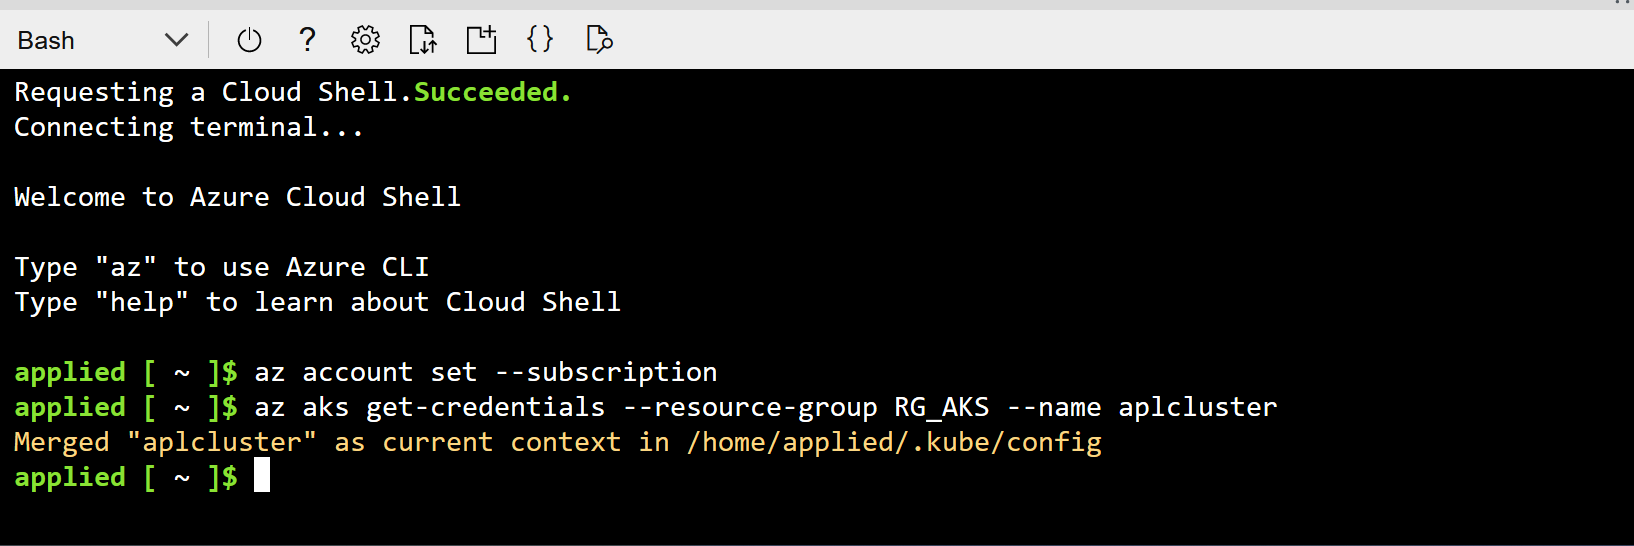 Bash
Requesting a Cloud Shell.Succeeded.
Connecting terminal...
Welcome to Azure Cloud Shell
Type "az" to use Azure CLI
Type "help" to learn about Cloud Shell
applied [ ~ ]$ az account set --subscription
applied [ ~ ]$ az aks get-credentials --resource-group RG_AKS --name aplcluster
Merged "aplcluster" as current context in /home/applied/.kube/config
applied [ ~ ]$